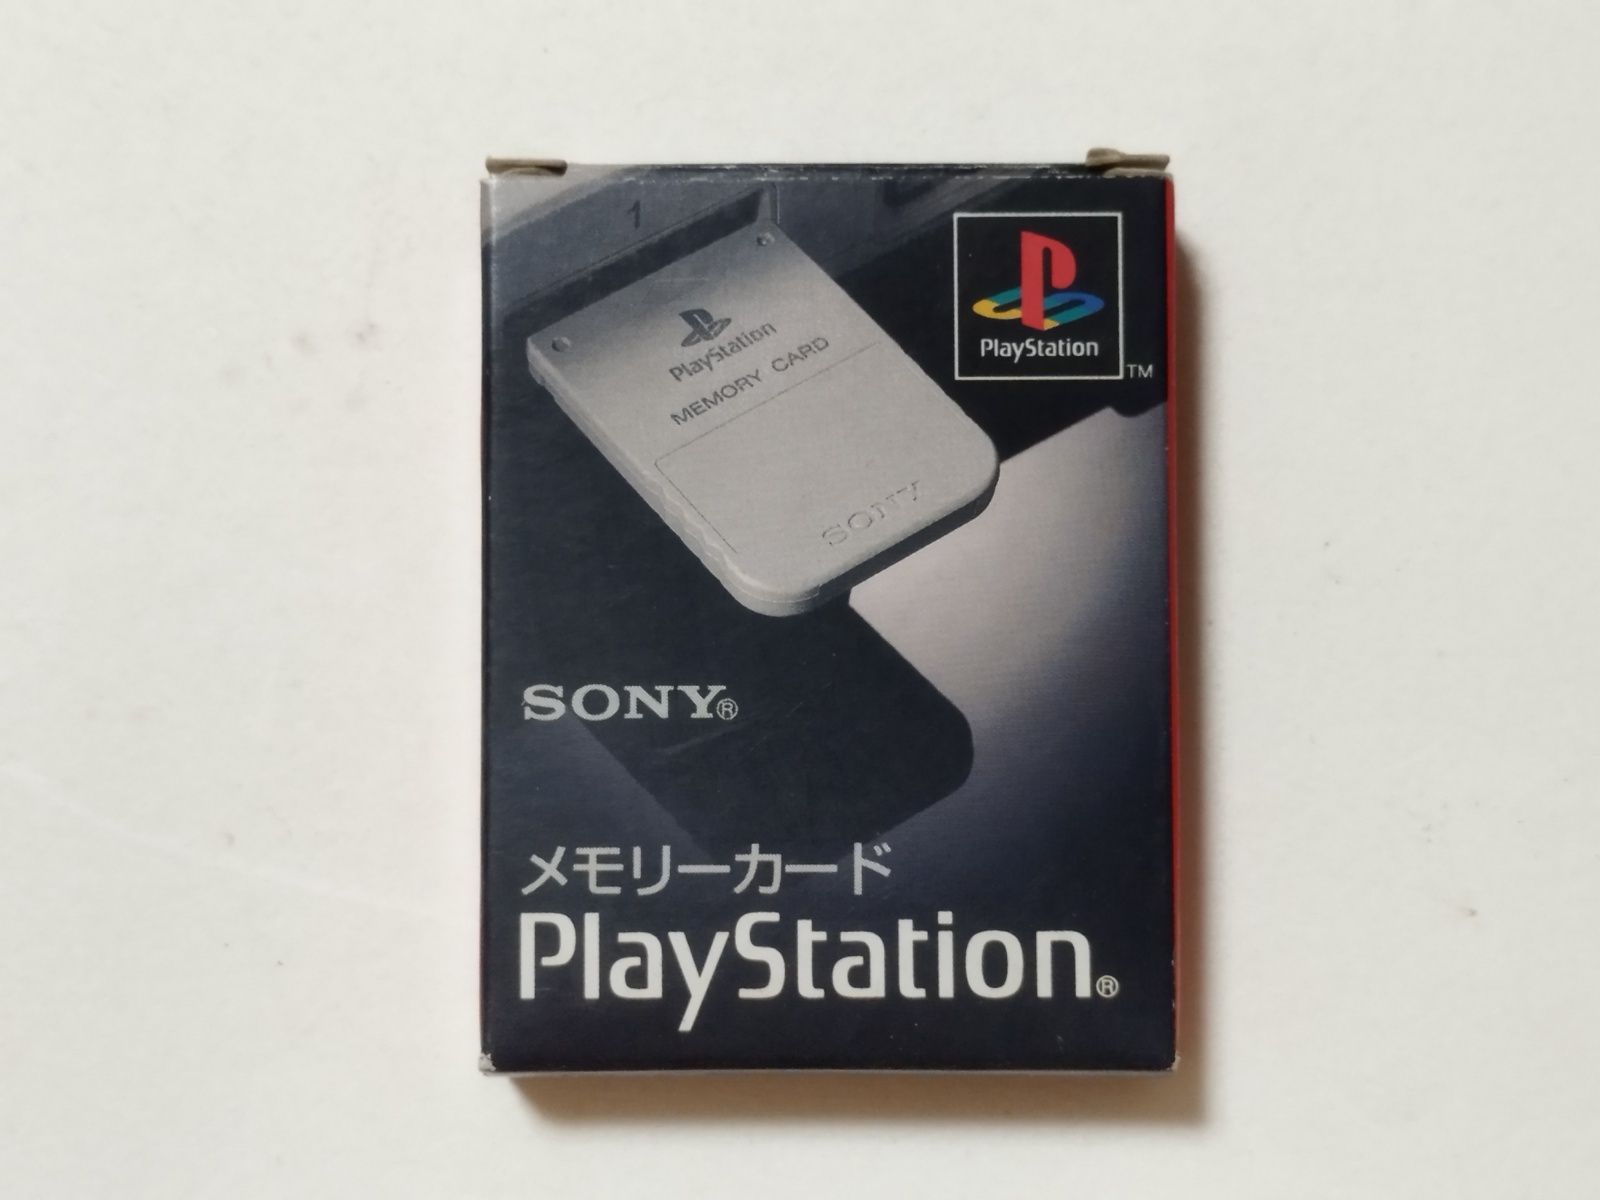 1
PlayStation
MEMORY CARD
SONY
PlayStation
TM
SONY®
メモリーカード
PlayStation®